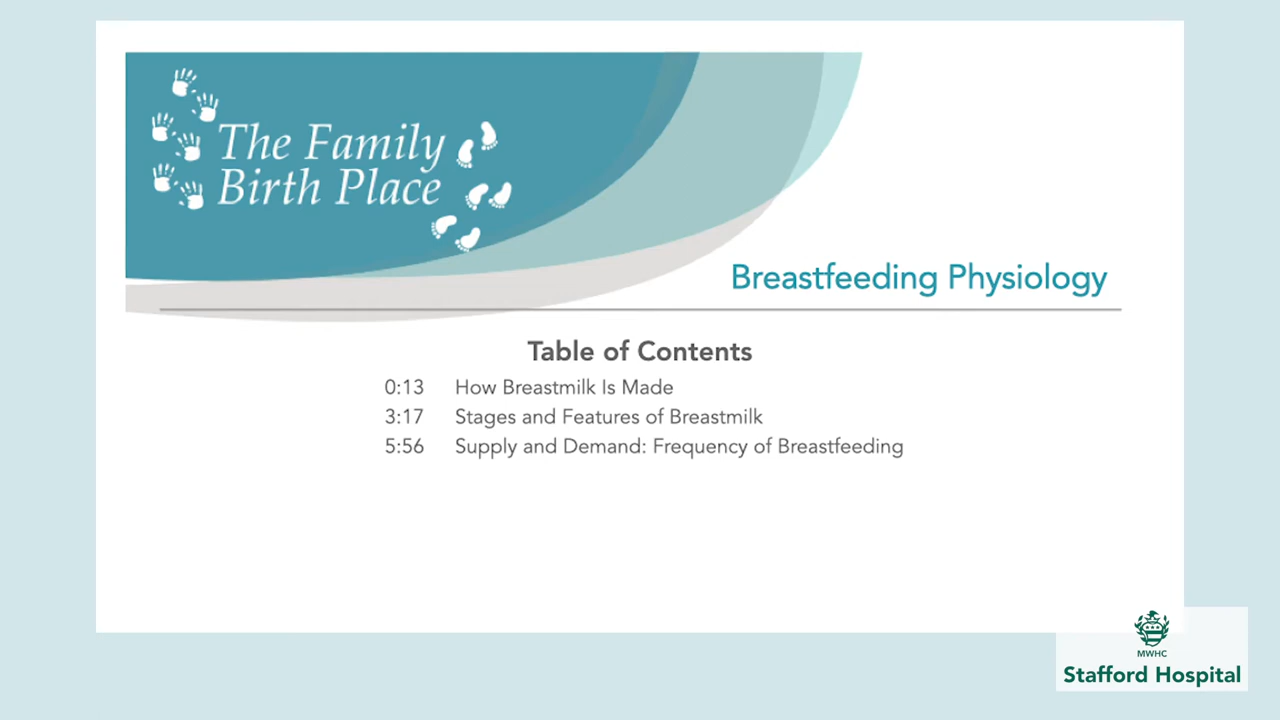 The Family
Birth Place
Breastfeeding Physiology
Table of Contents
0:13 How Breastmilk Is Made
3:17 Stages and Features of Breastmilk
5:56 Supply and Demand: Frequency of Breastfeeding
MWHC
Stafford Hospital